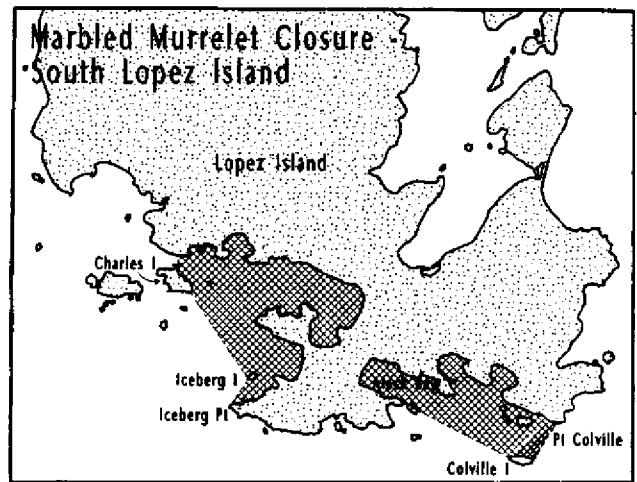 Marbled Murrelet Closure -
South Lopez Island
Lopez Island
Charles I
Iceberg I
Iceberg Pt
Pt Colville
Colville I